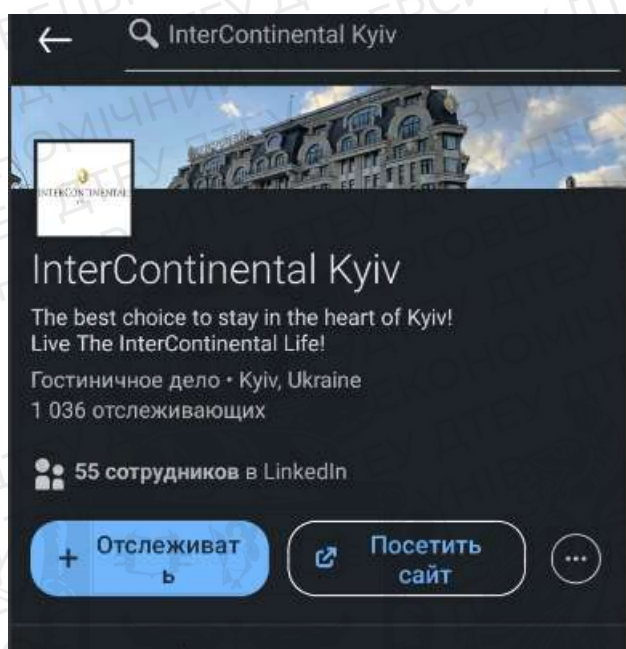 InterContinental Kyiv
INTERCONTINENTAL
InterContinental Kyiv
The best choice to stay in the heart of Kyiv!
Live The InterContinental Life!
Гостиничное дело • Kyiv, Ukraine
1 036 отслеживающих
55 сотрудников в LinkedIn
+ Отслеживат
ь
Посетить
сайт